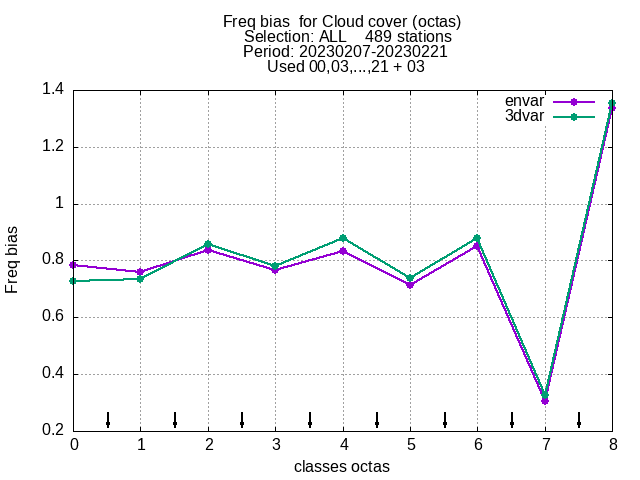 Freq bias  for Cloud cover (octas)
Selection: ALL    489 stations
Period: 20230207-20230221
Used 00,03,...,21 + 03
envar
3dvar
1.4
1.2
1
0.8
0.6
0.4
0.2
Freq bias
0 1 2 3 4 5 6 7 8
classes octas